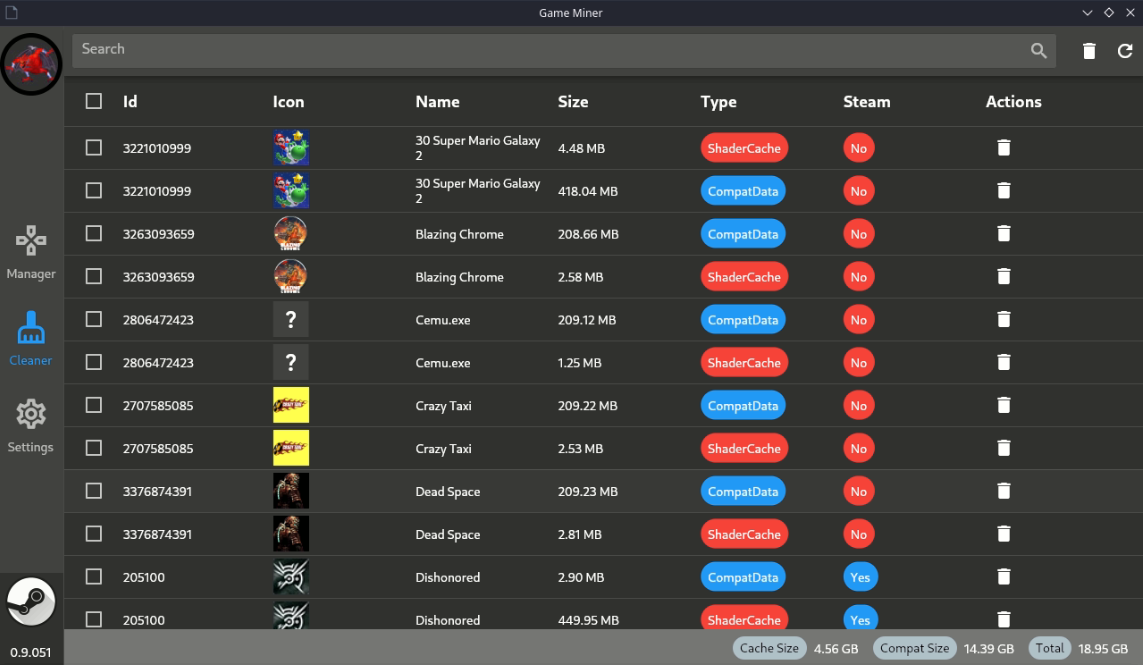 Game Miner
Search
Id Icon Name Size Type Steam Actions
3221010999 30 Super Mario Galaxy 2 4.48 MB ShaderCache No
3221010999 30 Super Mario Galaxy 2 418.04 MB CompatData No
3263093659 Blazing Chrome 208.66 MB CompatData No
3263093659 Blazing Chrome 2.58 MB ShaderCache No
2806472423 ? Cemu.exe 209.12 MB CompatData No
2806472423 ? Cemu.exe 1.25 MB ShaderCache No
2707585085 Crazy Taxi 209.22 MB CompatData No
2707585085 Crazy Taxi 2.53 MB ShaderCache No
3376874391 Dead Space 209.23 MB CompatData No
3376874391 Dead Space 2.81 MB ShaderCache No
205100 Dishonored 2.90 MB CompatData Yes
205100 Dishonored 449.95 MB ShaderCache Yes
Manager
Cleaner
Settings
0.9.051
Cache Size 4.56 GB Compat Size 14.39 GB Total 18.95 GB